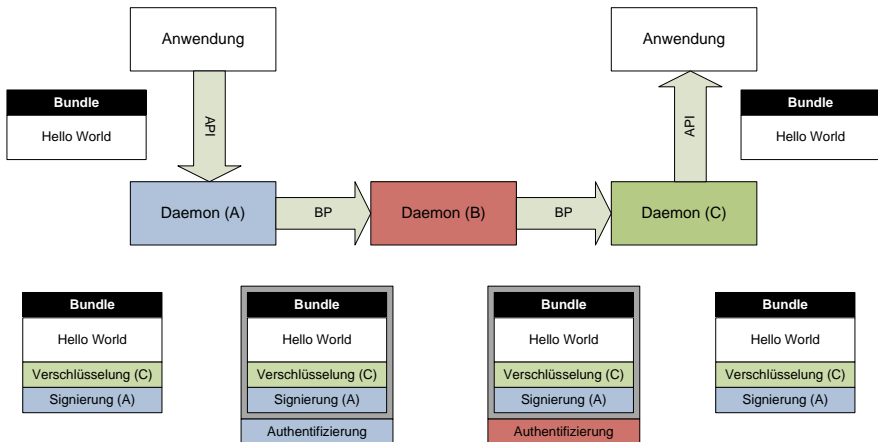 Anwendung
Anwendung
Bundle
Hello World
API
API
Bundle
Hello World
Daemon (A)
BP
Daemon (B)
BP
Daemon (C)
Bundle
Hello World
Verschlüsselung (C)
Signierung (A)
Bundle
Hello World
Verschlüsselung (C)
Signierung (A)
Authentifizierung
Bundle
Hello World
Verschlüsselung (C)
Signierung (A)
Authentifizierung
Bundle
Hello World
Verschlüsselung (C)
Signierung (A)